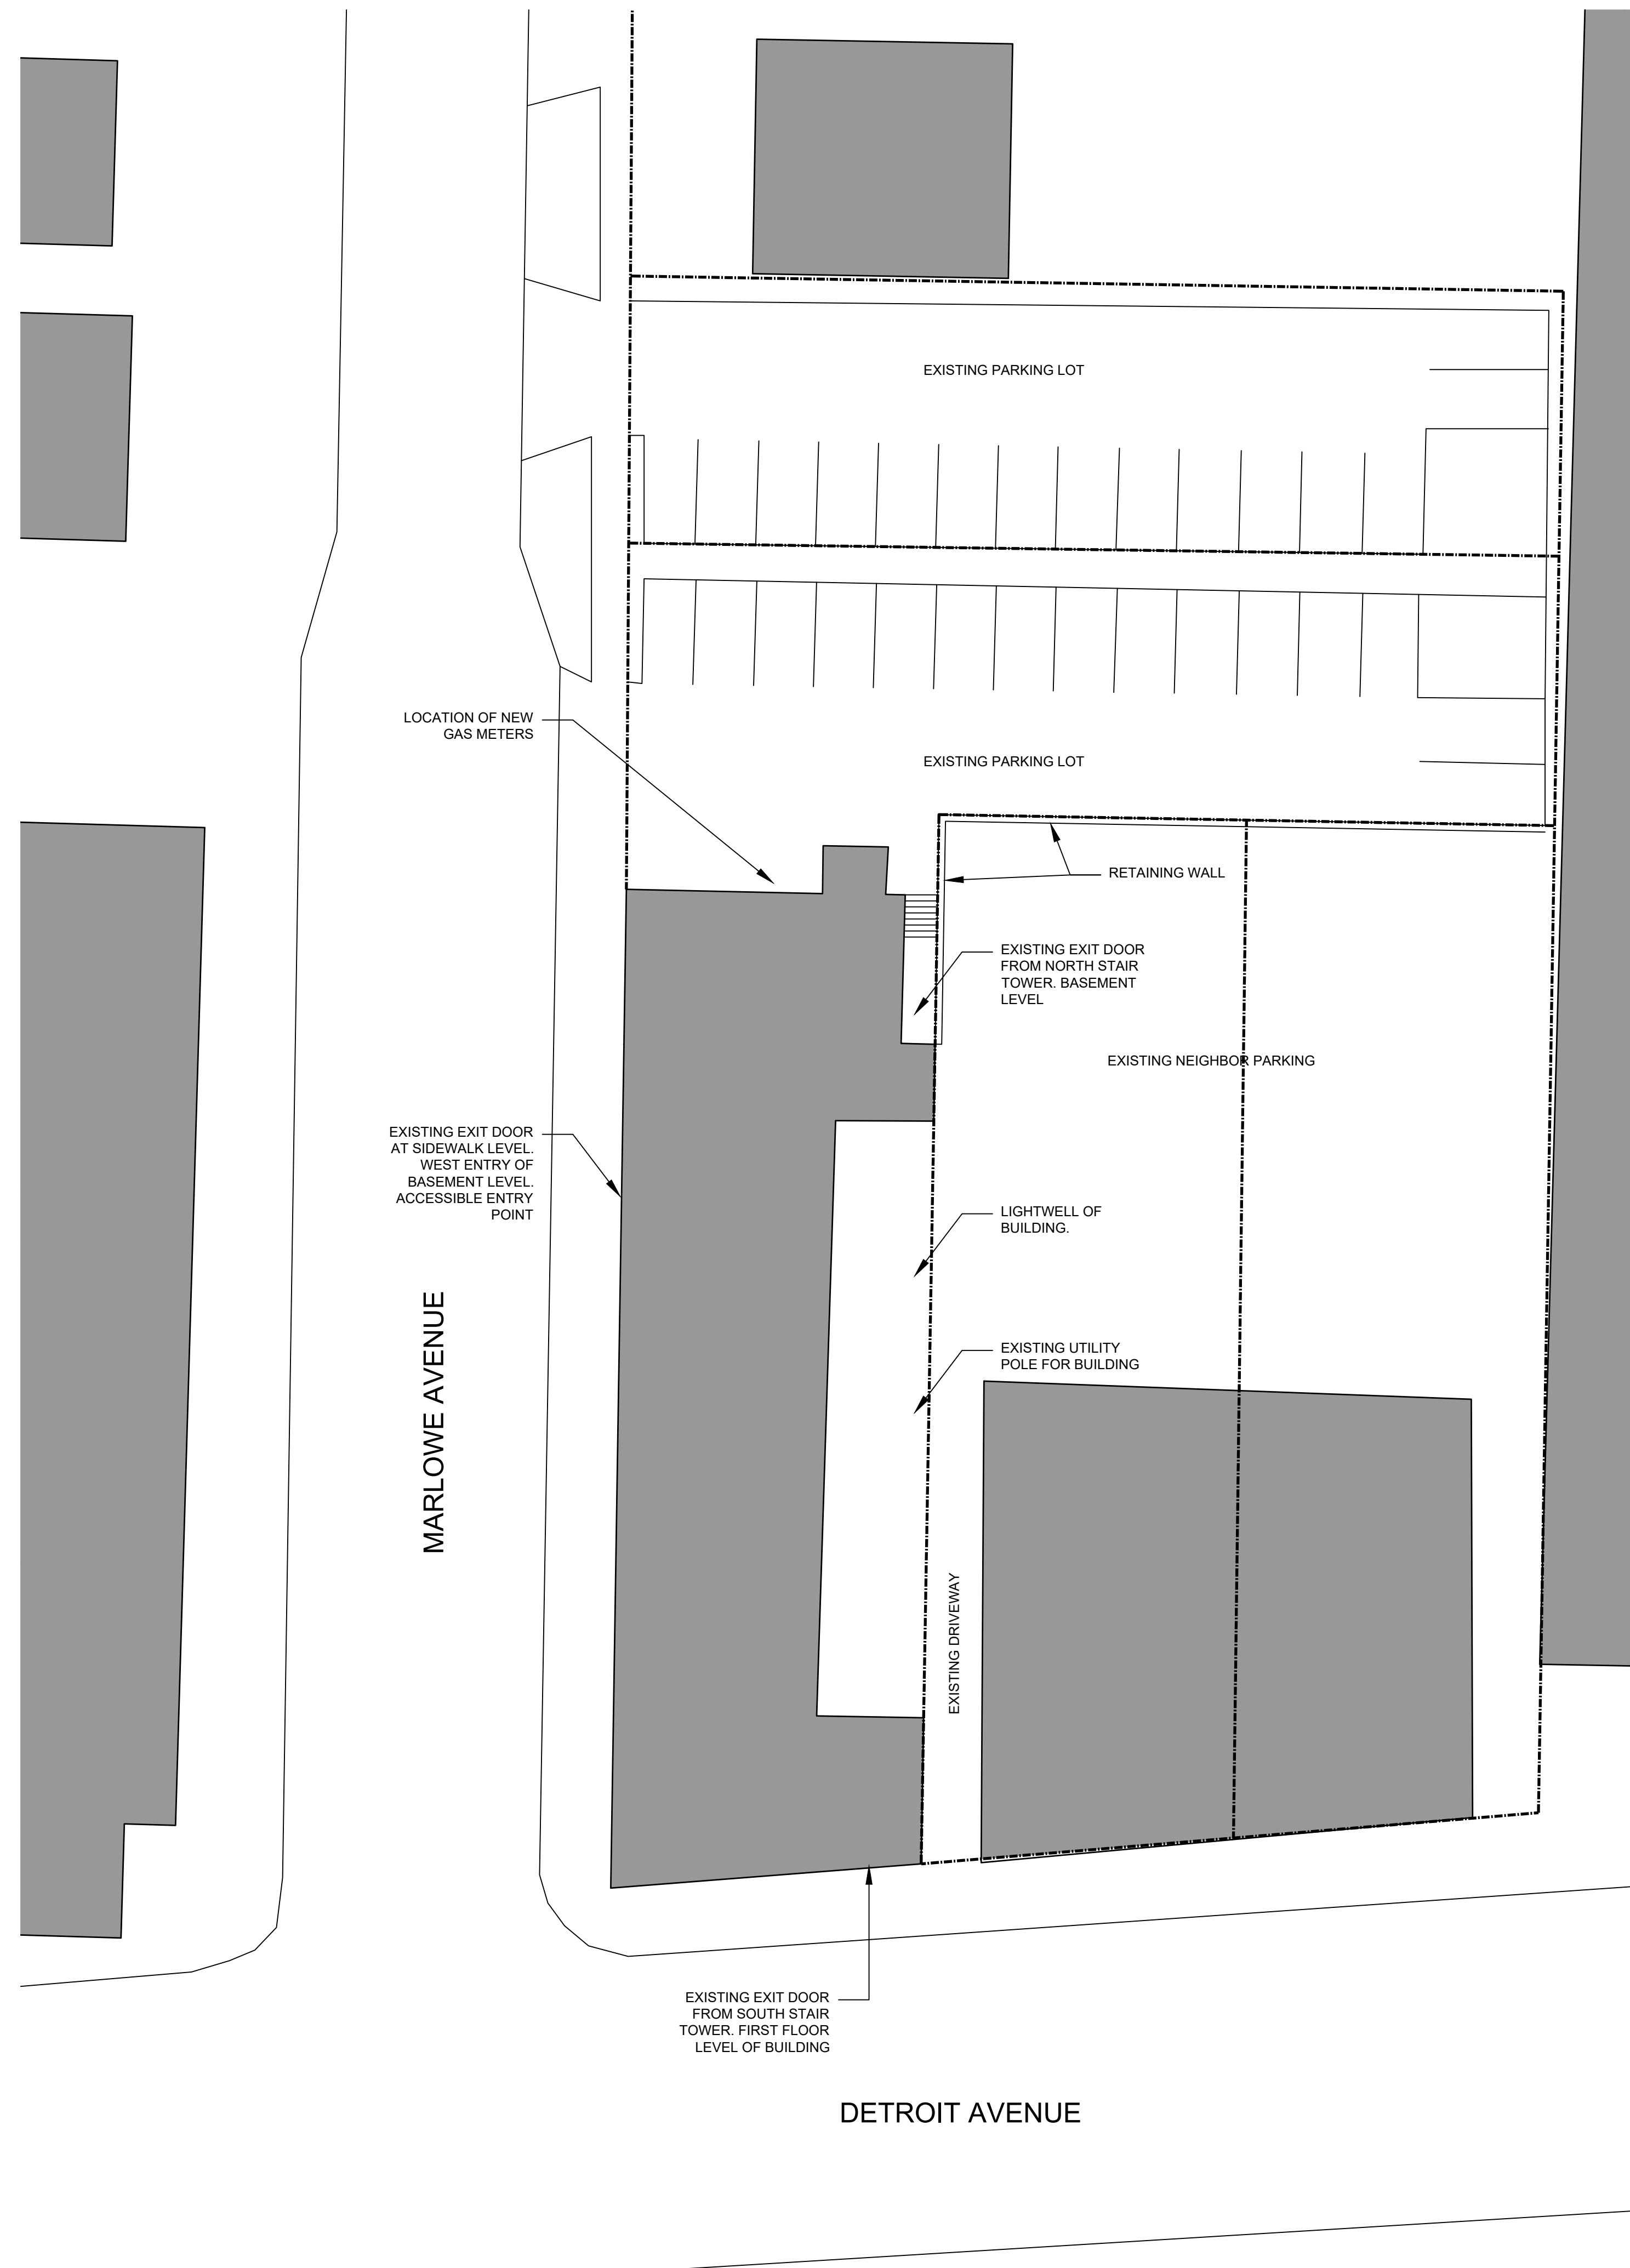 EXISTING PARKING LOT
LOCATION OF NEW
GAS METERS
EXISTING PARKING LOT
RETAINING WALL
EXISTING EXIT DOOR
FROM NORTH STAIR
TOWER. BASEMENT
LEVEL
EXISTING NEIGHBOR PARKING
EXISTING EXIT DOOR
AT SIDEWALK LEVEL.
WEST ENTRY OF
BASEMENT LEVEL.
ACCESSIBLE ENTRY
POINT
LIGHTWELL OF
BUILDING.
MARLOWE AVENUE
EXISTING UTILITY
POLE FOR BUILDING
EXISTING DRIVEWAY
EXISTING EXIT DOOR
FROM SOUTH STAIR
TOWER. FIRST FLOOR
LEVEL OF BUILDING
DETROIT AVENUE